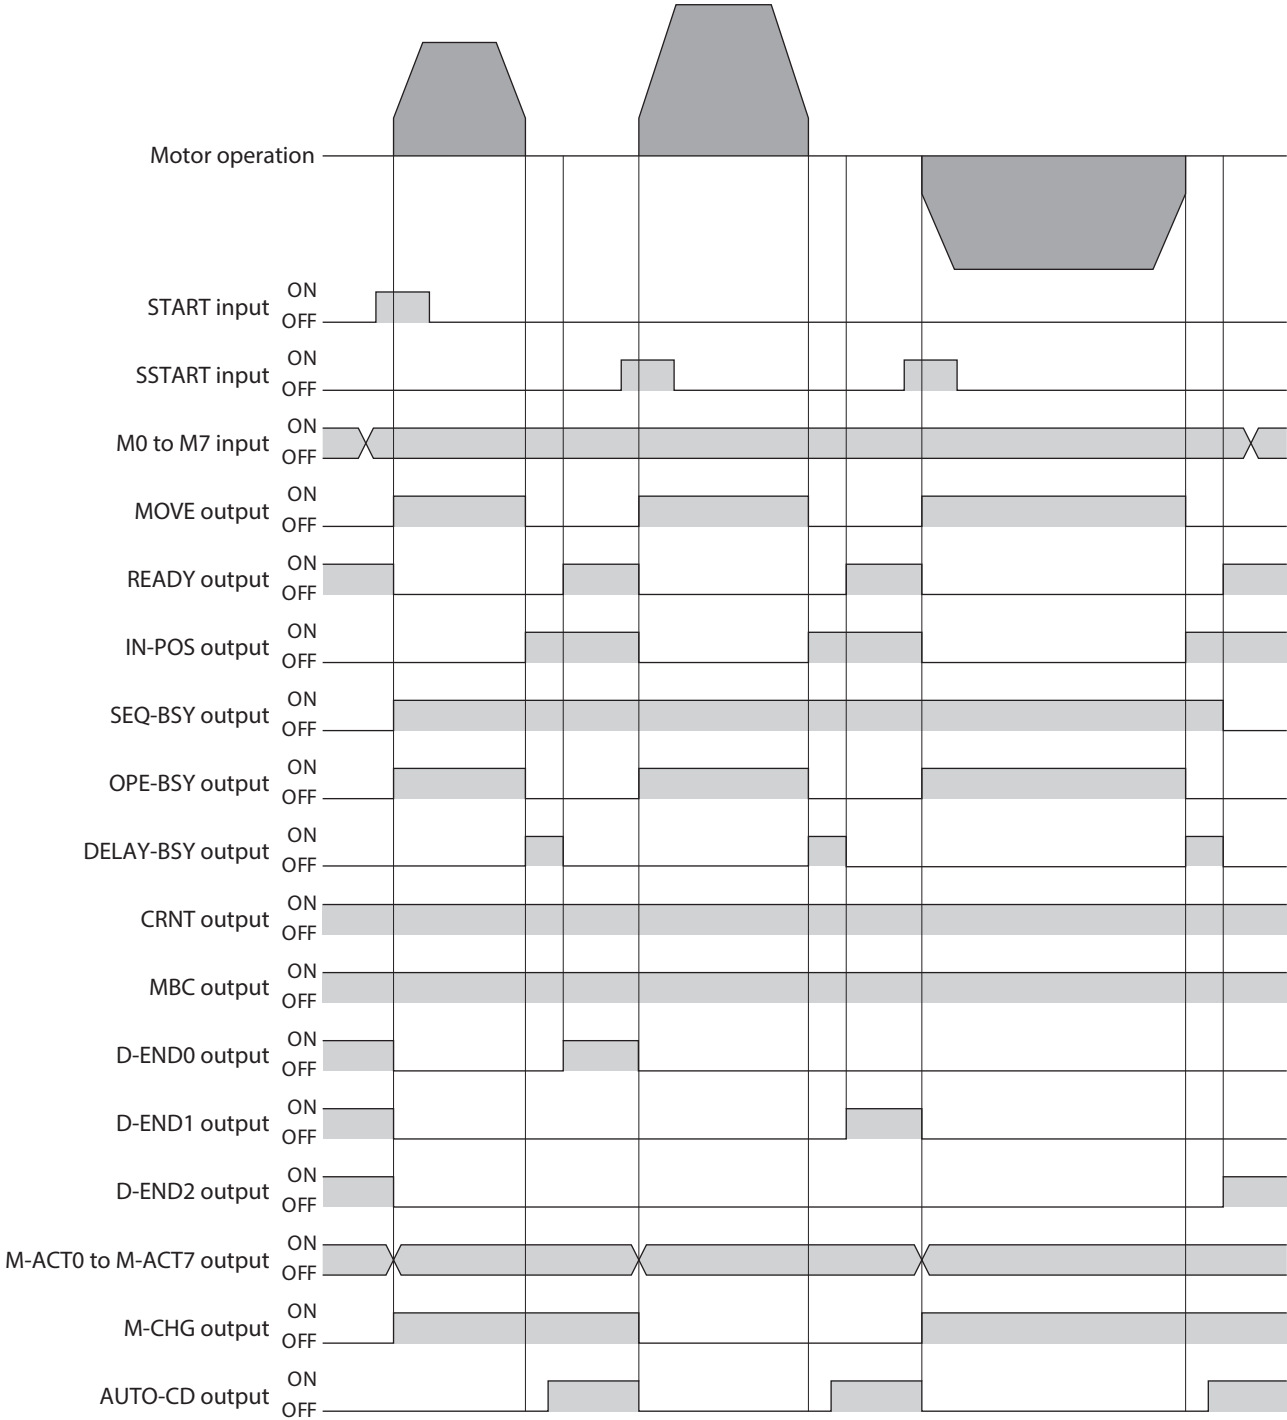 Motor operation
START input ON
OFF
SSTART input ON
OFF
M0 to M7 input ON
OFF
MOVE output ON
OFF
READY output ON
OFF
IN-POS output ON
OFF
SEQ-BSY output ON
OFF
OPE-BSY output ON
OFF
DELAY-BSY output ON
OFF
CRNT output ON
OFF
MBC output ON
OFF
D-END0 output ON
OFF
D-END1 output ON
OFF
D-END2 output ON
OFF
M-ACT0 to M-ACT7 output ON
OFF
M-CHG output ON
OFF
AUTO-CD output ON
OFF